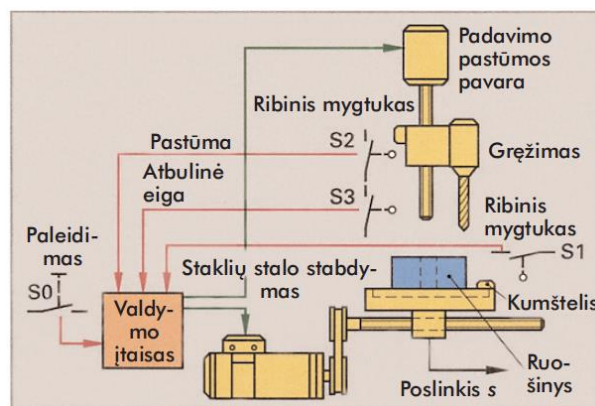 Padavimo
pastūmos
pavara
Ribinis mygtukas
Pastūma
S2
Gręžimas
Atbulinė
eiga
S3
Ribinis
mygtukas
Paleidi-
mas
S1
S0
Staklių stalo stabdy-
mas
Valdy-
mo
įtaisas
Kumštelis
Ruo-
šinys
Poslinkis s